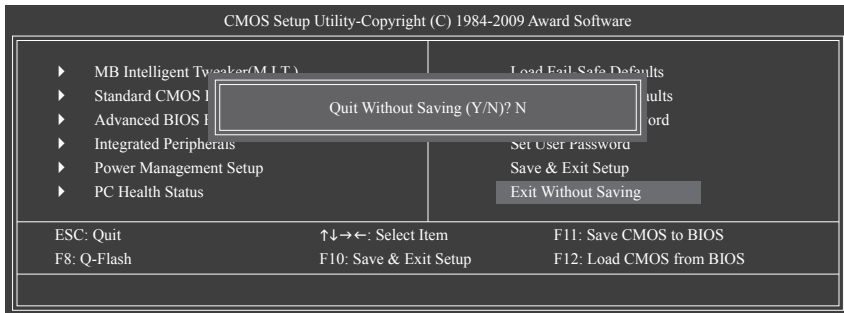 CMOS Setup Utility-Copyright (C) 1984-2009 Award Software
MB Intelligent Tweaker(M.I.T.)
Standard CMOS
Advanced BIOS
Integrated Peripherals
Power Management Setup
PC Health Status
Load Fail-Safe Defaults
Set User Password
Save & Exit Setup
Exit Without Saving
Quit Without Saving (Y/N)? N
ESC: Quit ↑↓→←: Select Item F11: Save CMOS to BIOS
F8: Q-Flash F10: Save & Exit Setup F12: Load CMOS from BIOS